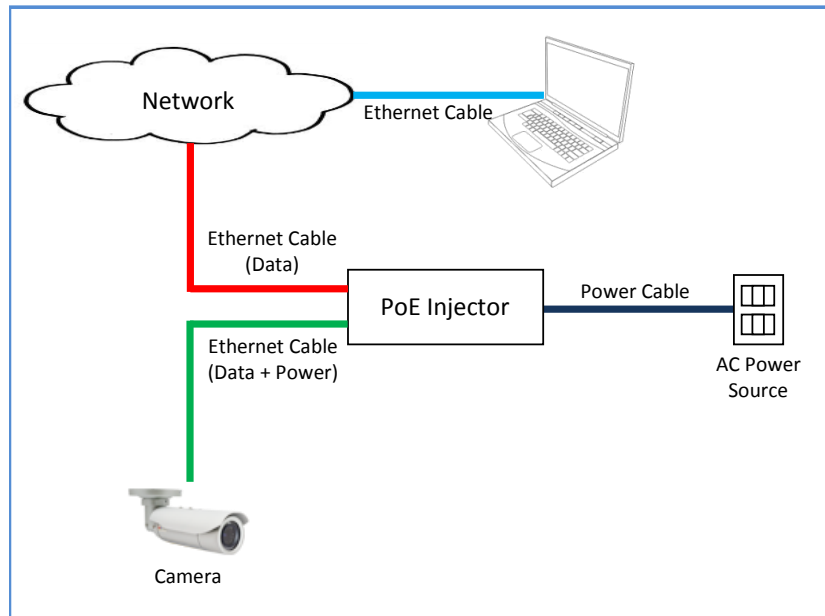 Network
Ethernet Cable
Ethernet Cable
(Data)
PoE Injector
Power Cable
Ethernet Cable
(Data + Power)
AC Power
Source
Camera